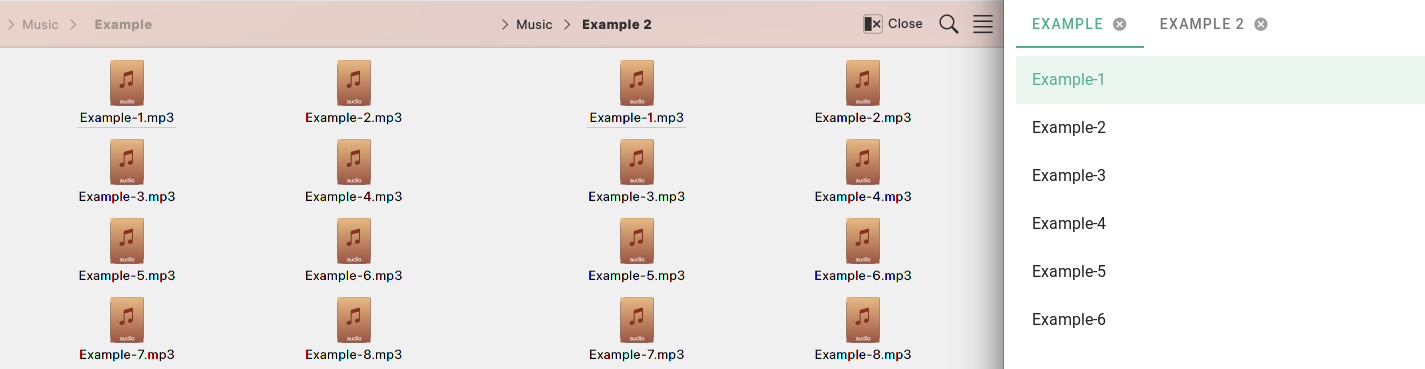 Music Example
Music Example 2 Close
audio audio audio audio
Example-1.mp3 Example-2.mp3 Example-1.mp3 Example-2.mp3
audio audio audio audio
Example-3.mp3 Example-4.mp3 Example-3.mp3 Example-4.mp3
audio audio audio audio
Example-5.mp3 Example-6.mp3 Example-5.mp3 Example-6.mp3
audio audio audio audio
Example-7.mp3 Example-8.mp3 Example-7.mp3 Example-8.mp3
EXAMPLE EXAMPLE 2
Example-1
Example-2
Example-3
Example-4
Example-5
Example-6